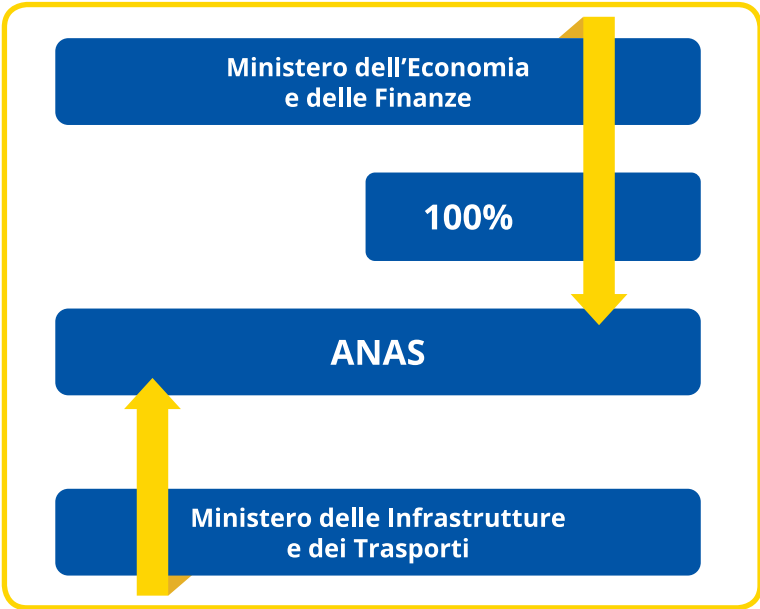 Ministero dell’Economia
e delle Finanze
100%
ANAS
Ministero delle Infrastrutture
e dei Trasporti